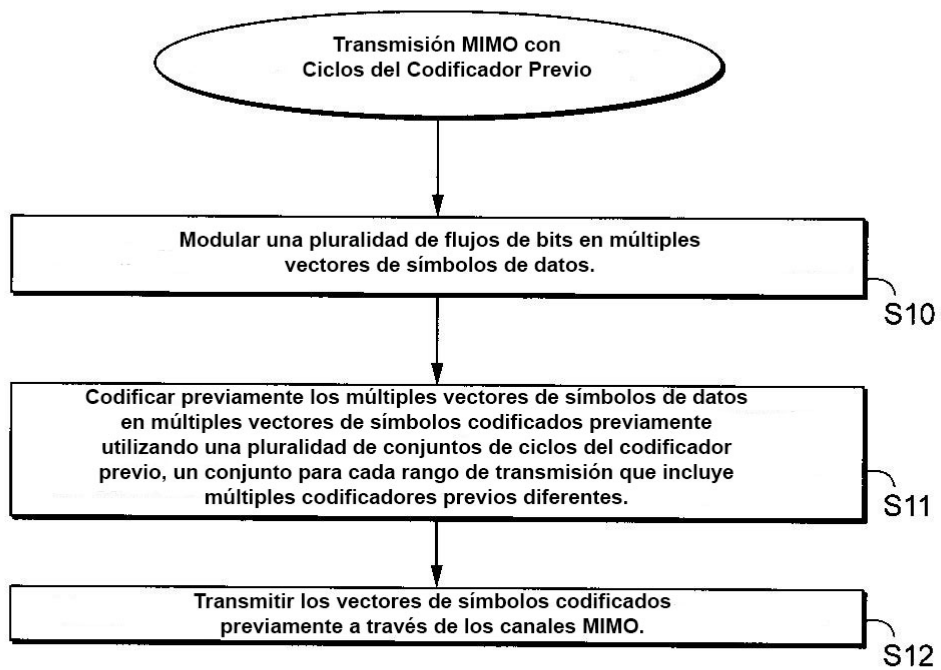 Transmisión MIMO con
Ciclos del Codificador Previo
Modular una pluralidad de flujos de bits en múltiples
vectores de símbolos de datos.
S10
Codificar previamente los múltiples vectores de símbolos de datos
en múltiples vectores de símbolos codificados previamente
utilizando una pluralidad de conjuntos de ciclos del codificador
previo, un conjunto para cada rango de transmisión que incluye
múltiples codificadores previos diferentes.
S11
Transmitir los vectores de símbolos codificados
previamente a través de los canales MIMO.
S12